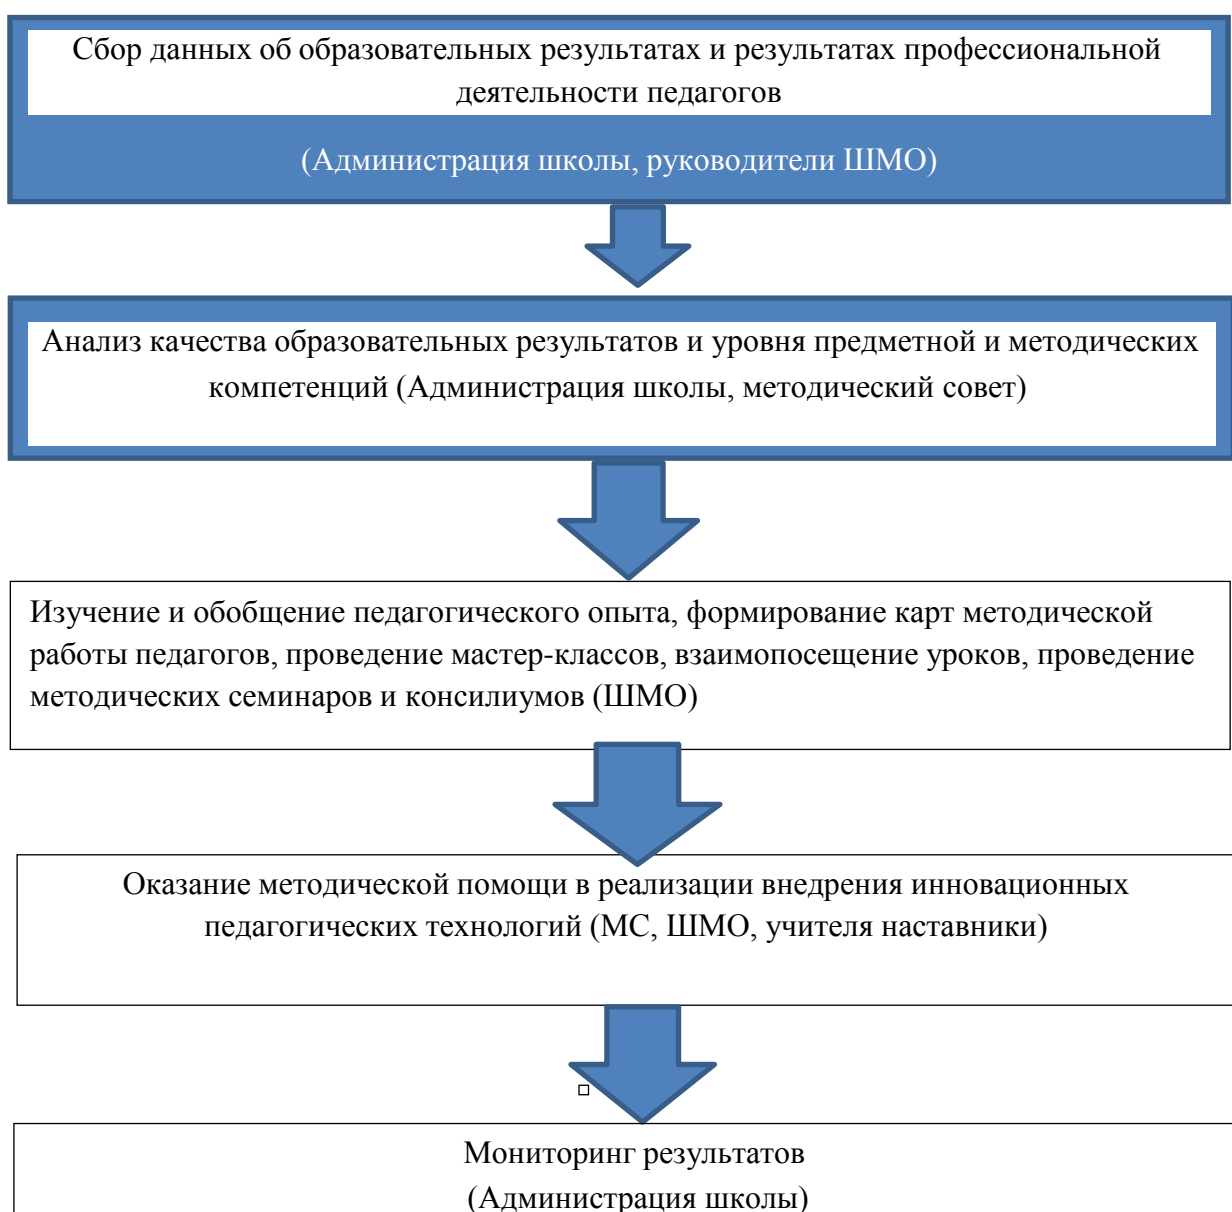 Сбор данных об образовательных результатах и результатах профессиональной
деятельности педагогов
(Администрация школы, руководители ШМО)
Анализ качества образовательных результатов и уровня предметной и методических
компетенций (Администрация школы, методический совет)
Изучение и обобщение педагогического опыта, формирование карт методической
работы педагогов, проведение мастер-классов, взаимопосещение уроков, проведение
методических семинаров и консилиумов (ШМО)
Оказание методической помощи в реализации внедрения инновационных
педагогических технологий (МС, ШМО, учителя наставники)
Мониторинг результатов
(Администрация школы)